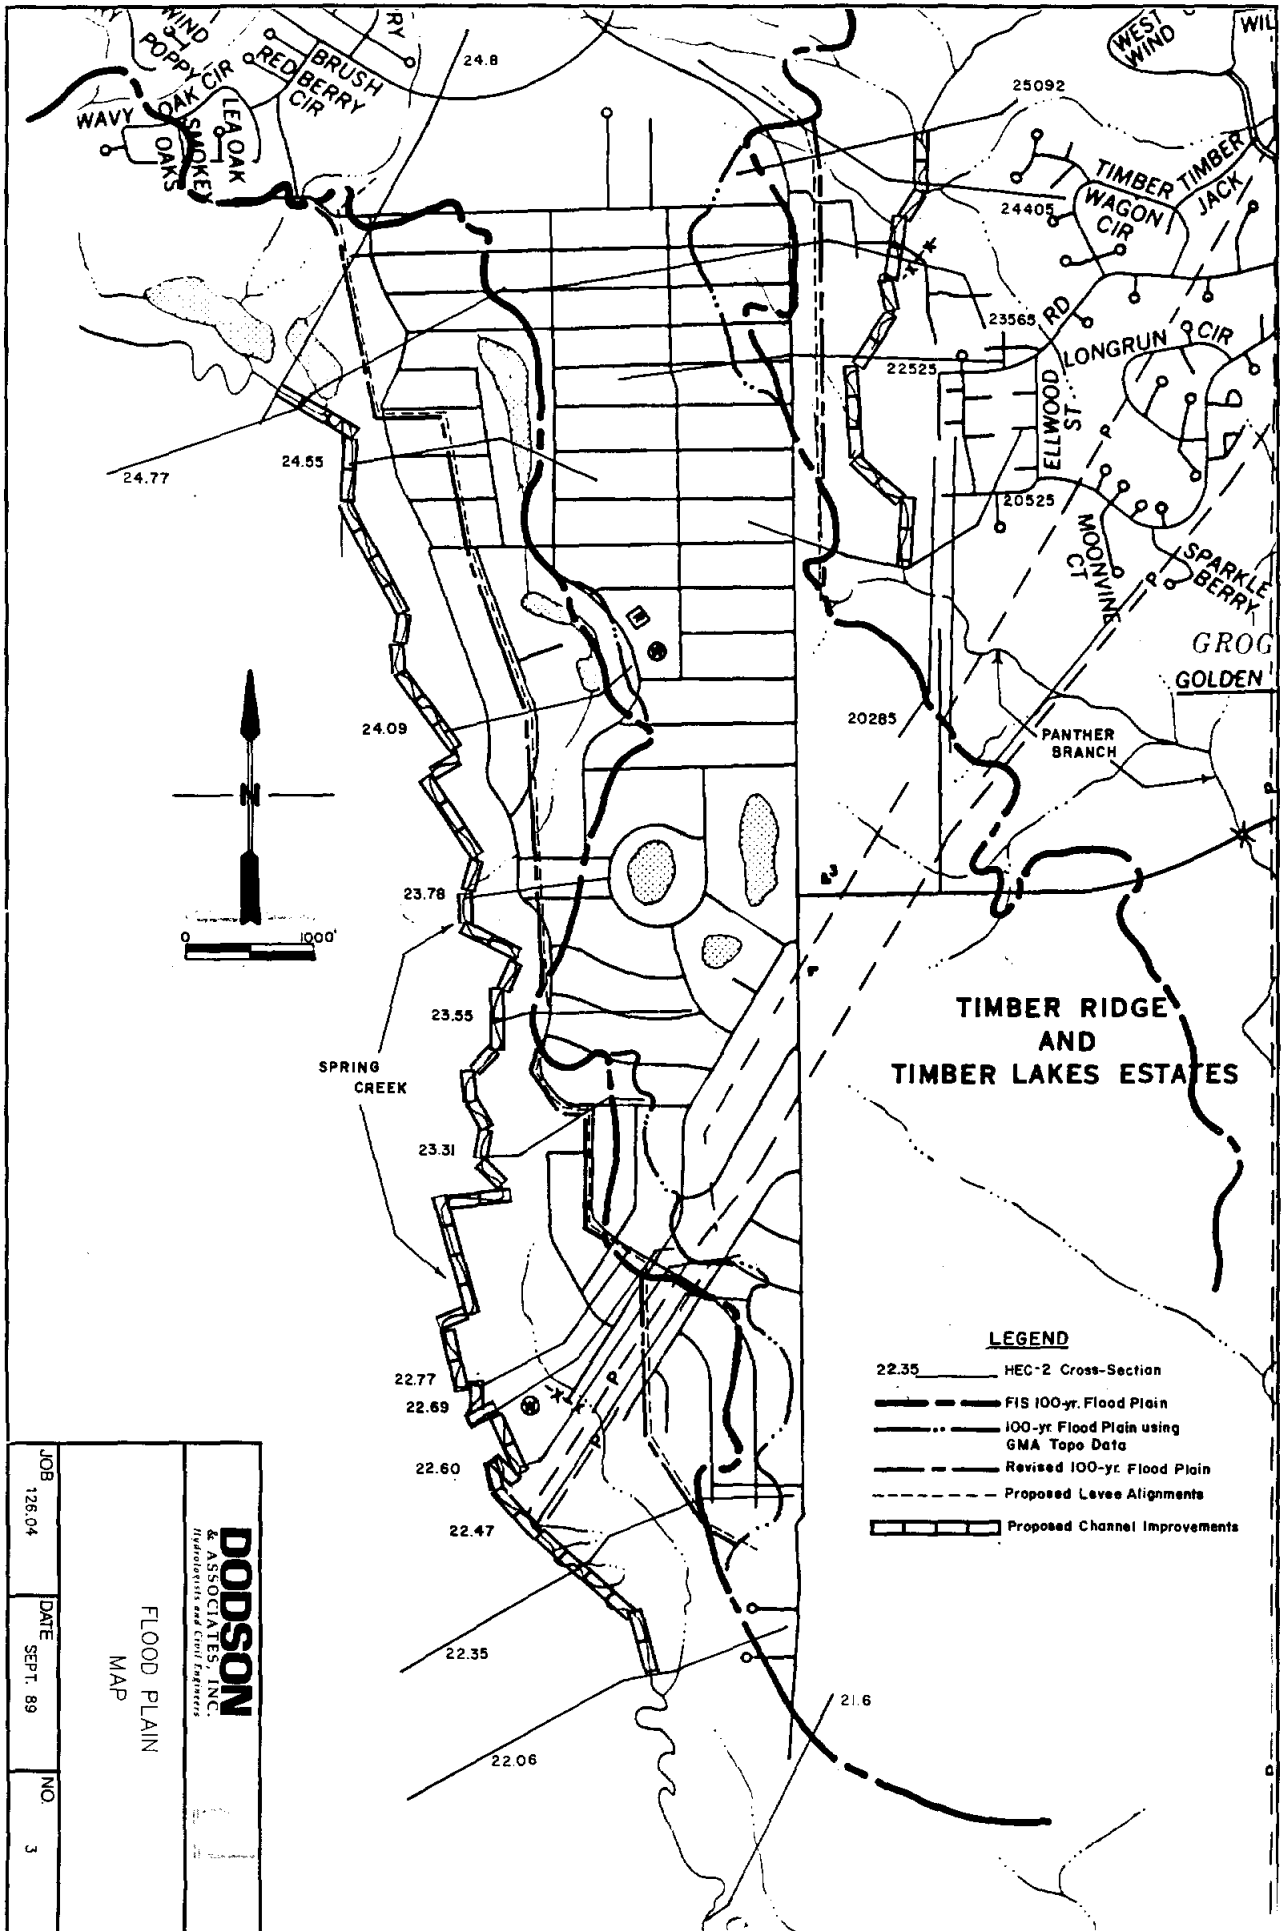 WIND
POPPY
OAK CIR
RED BERRY
CIR
BRUSH
RY
WAVY
OAKS
SMOKEY
LEA OAK
24.8
WEST
WIND
WIL
25092
TIMBER
TIMBER
JACK
WAGON
CIR
24405
23565
RD
LONGRUN
CIR
22525
ELLWOOD
ST
20525
MOONVINE
CT
SPARKLE
BERRY
P
P
GROG
GOLDEN
24.77
24.55
24.09
20285
PANTHER
BRANCH
N
0 1000'
23.78
23.55
SPRING
CREEK
23.31
TIMBER RIDGE
AND
TIMBER LAKES ESTATES
22.77
22.69
22.60
22.47
22.35
22.06
21.6
P
P
LEGEND
22.35 HEC-2 Cross-Section
FIS 100-yr. Flood Plain
100-yr. Flood Plain using
GMA Topo Data
Revised 100-yr. Flood Plain
Proposed Levee Alignments
Proposed Channel Improvements
DODSON
& ASSOCIATES, INC.
Hydrologists and Civil Engineers
FLOOD PLAIN
MAP
JOB 126.04
DATE SEPT. 89
NO. 3